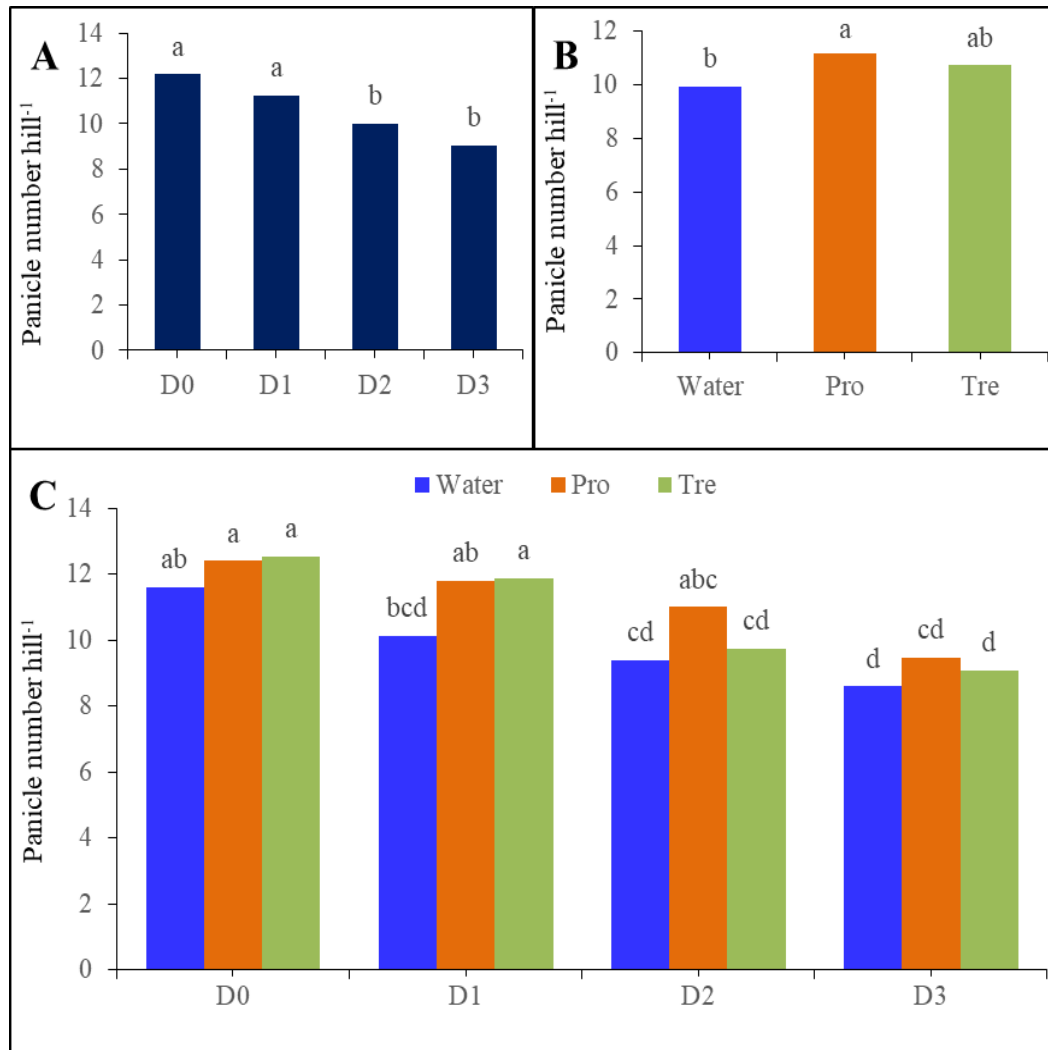 A
Panicle number hill⁻¹
14
12
10
8
6
4
2
0
a
a
b
b
D0 D1 D2 D3
B
Panicle number hill⁻¹
12
10
8
6
4
2
0
b
a
ab
Water Pro Tre
C
Water Pro Tre
Panicle number hill⁻¹
14
12
10
8
6
4
2
0
ab a a
bcd ab a
cd abc cd
d cd d
D0 D1 D2 D3